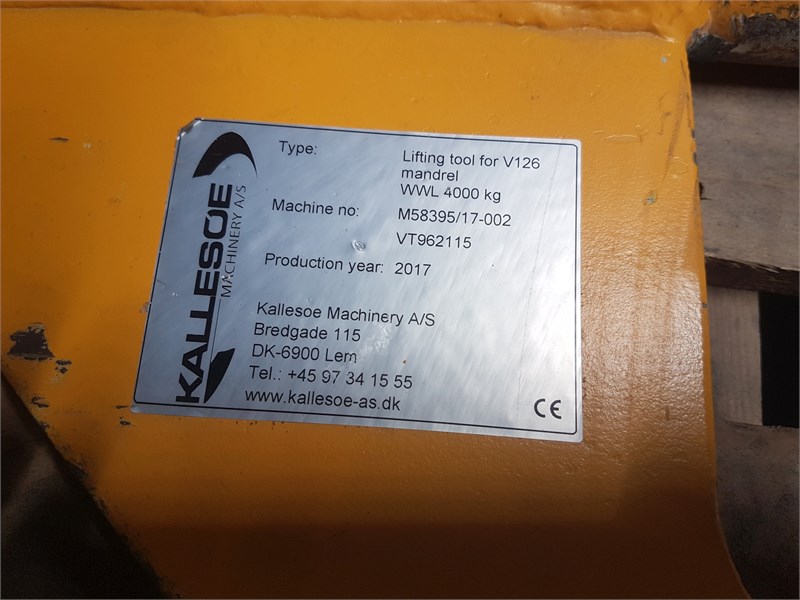 KALLESOE
MACHINERY A/S
Type: Lifting tool for V126
mandrel
WWL 4000 kg
Machine no: M58395/17-002
VT962115
Production year: 2017
Kallesoe Machinery A/S
Bredgade 115
DK-6900 Lem
Tel.: +45 97 34 15 55
www.kallesoe-as.dk
CE